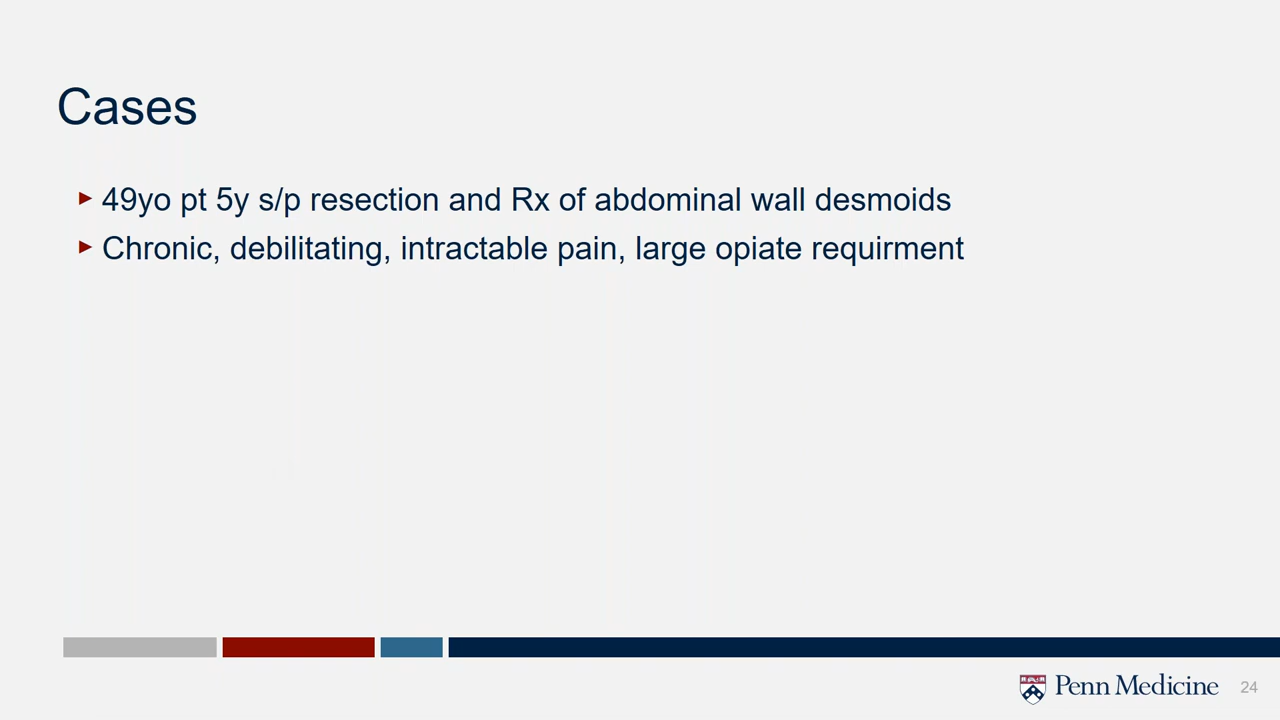 Cases
49yo pt 5y s/p resection and Rx of abdominal wall desmoids
Chronic, debilitating, intractable pain, large opiate requirment
Penn Medicine
24